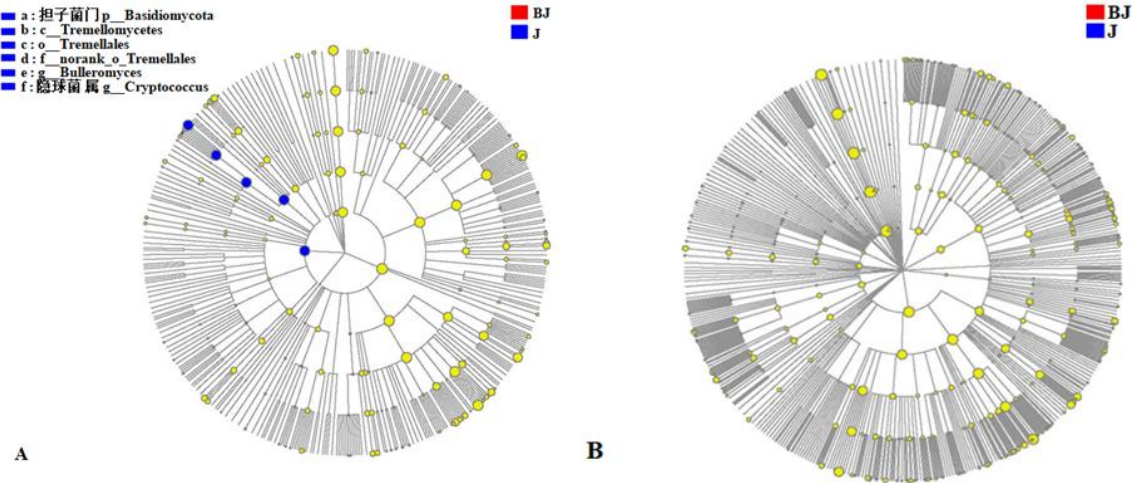 a : 担子菌门 p__Basidiomycota
b : c__Tremellomycetes
c : o__Tremellales
d : f__norank_o_Tremellales
e : g__Bulleromyces
f : 隐球菌 属 g__Cryptococcus
BJ
J
A
BJ
J
B